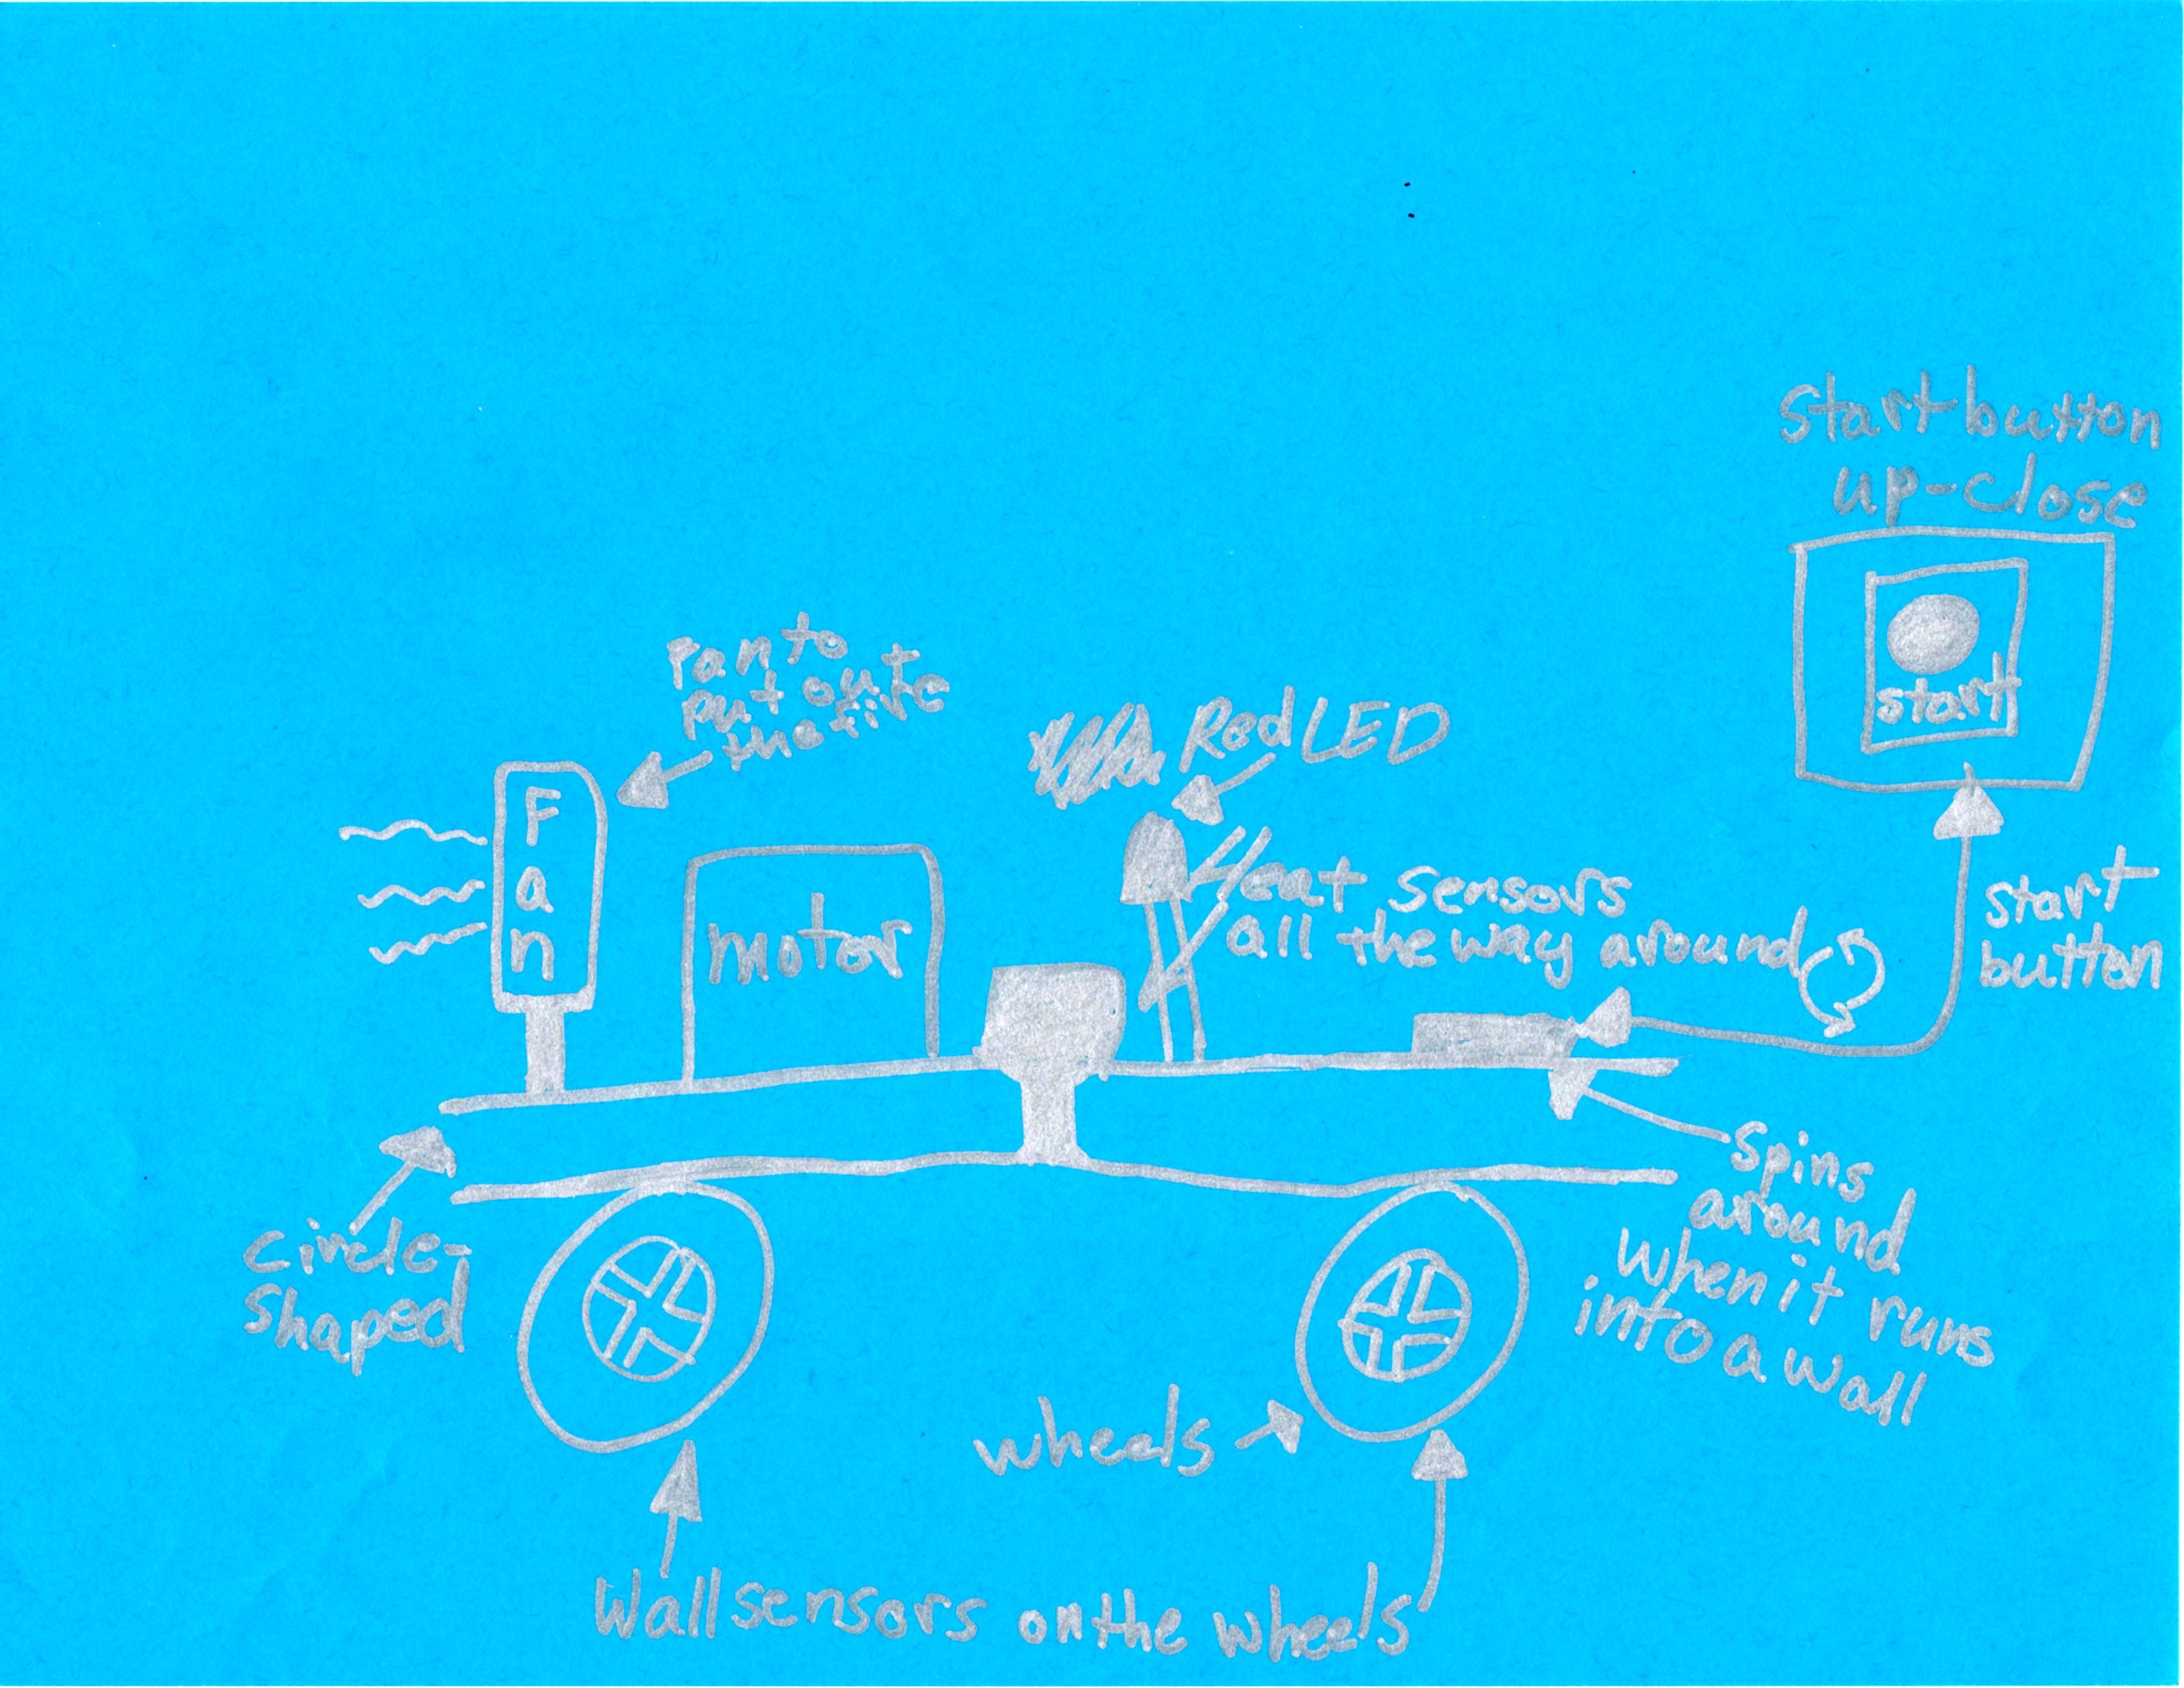 Start button
up-close
start
Fan to
put out
the fire
Red LED
Fan
motor
Heat sensors
all the way around
start
button
Circle-
shaped
Spins
around
when it runs
into a wall
wheels
Wall sensors on the wheels